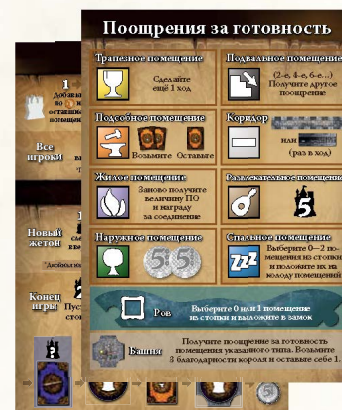 Поощрения за готовность
Трапезное помещение
Сделайте
ещё 1 ход
Подвальное помещение
(2-е, 4-е, 6-е...)
Получите другое
поощрение
Подсобное помещение
Возьмите Оставьте
Коридор
или
(раз в ход)
Жилое помещение
Заново получите
величину ПО
и награду
за соединение
Развлекательное помещение
5
Наружное помещение
5 5
Спальное помещение
Выберите 0—2 по-
мещения из стопки
и положите их на
колоду помещений
Ров
Выберите 0 или 1 помещение
из стопки и выложите в замок
Башня
Получите поощрение за готовность
помещения указанного типа. Возьмите
3 благодарности короля и оставьте себе 1.
1
Все
игроки
Новый
жетон
Конец
игры
?
5